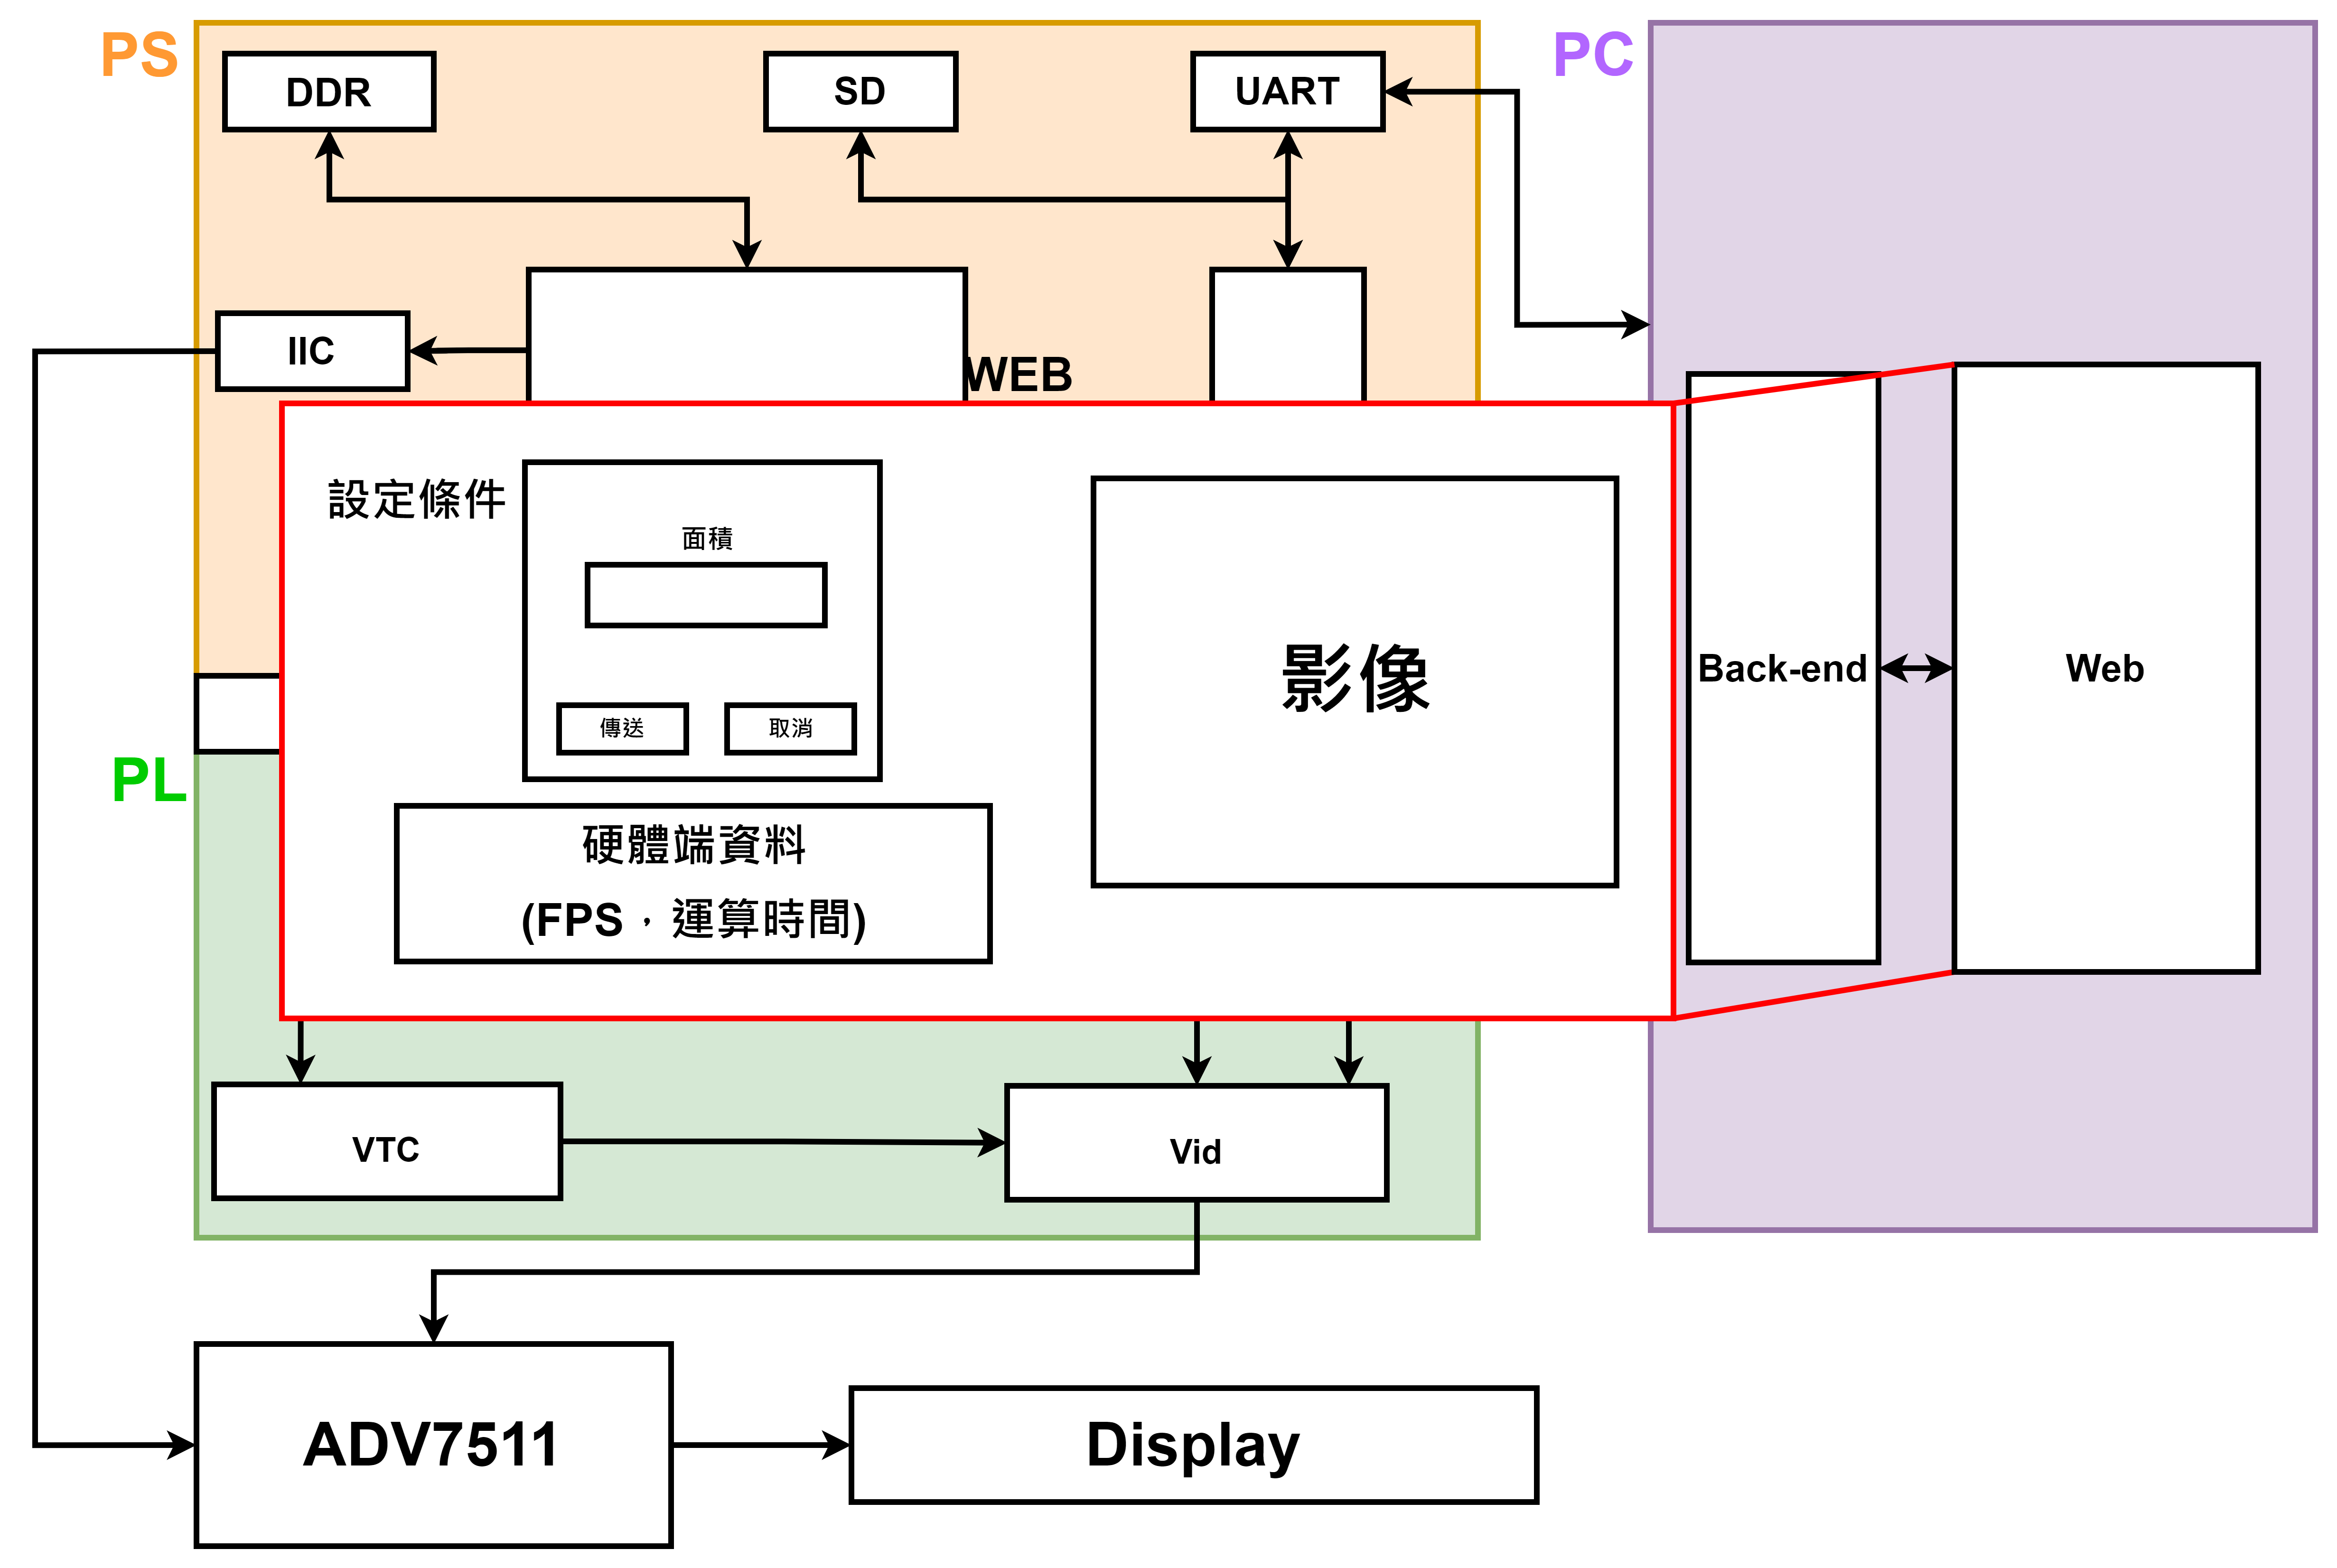 PS
PC
DDR
SD
UART
IIC
WEB
設定條件
面積
影像
Back-end
Web
傳送
取消
PL
硬體端資料
(FPS，運算時間)
VTC
Vid
ADV7511
Display